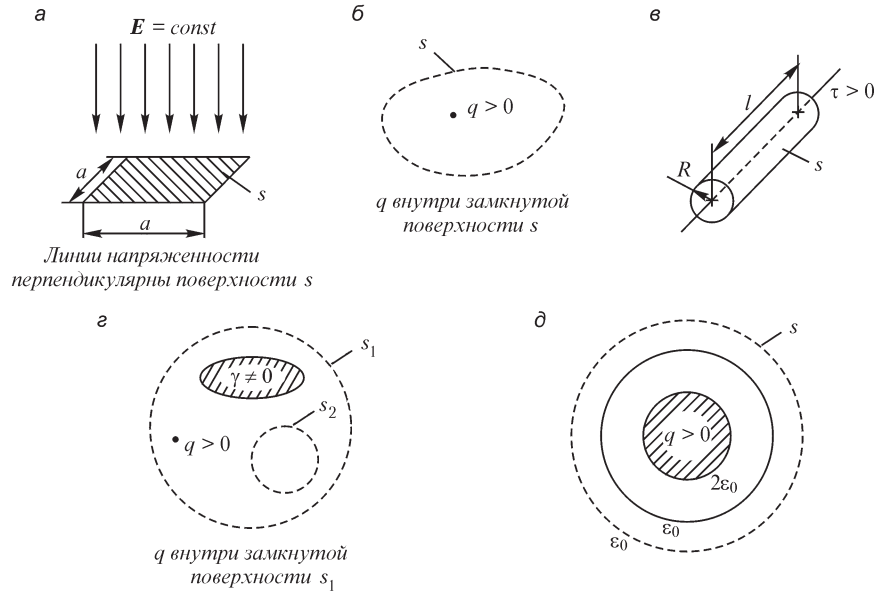 а
E = const
a
s
a
Линии напряженности
перпендикулярны поверхности s
б
s
q > 0
q внутри замкнутой
поверхности s
в
l
τ > 0
R
s
г
s₁
γ ≠ 0
s₂
q > 0
q внутри замкнутой
поверхности s₁
д
s
q > 0
2ε₀
ε₀
ε₀